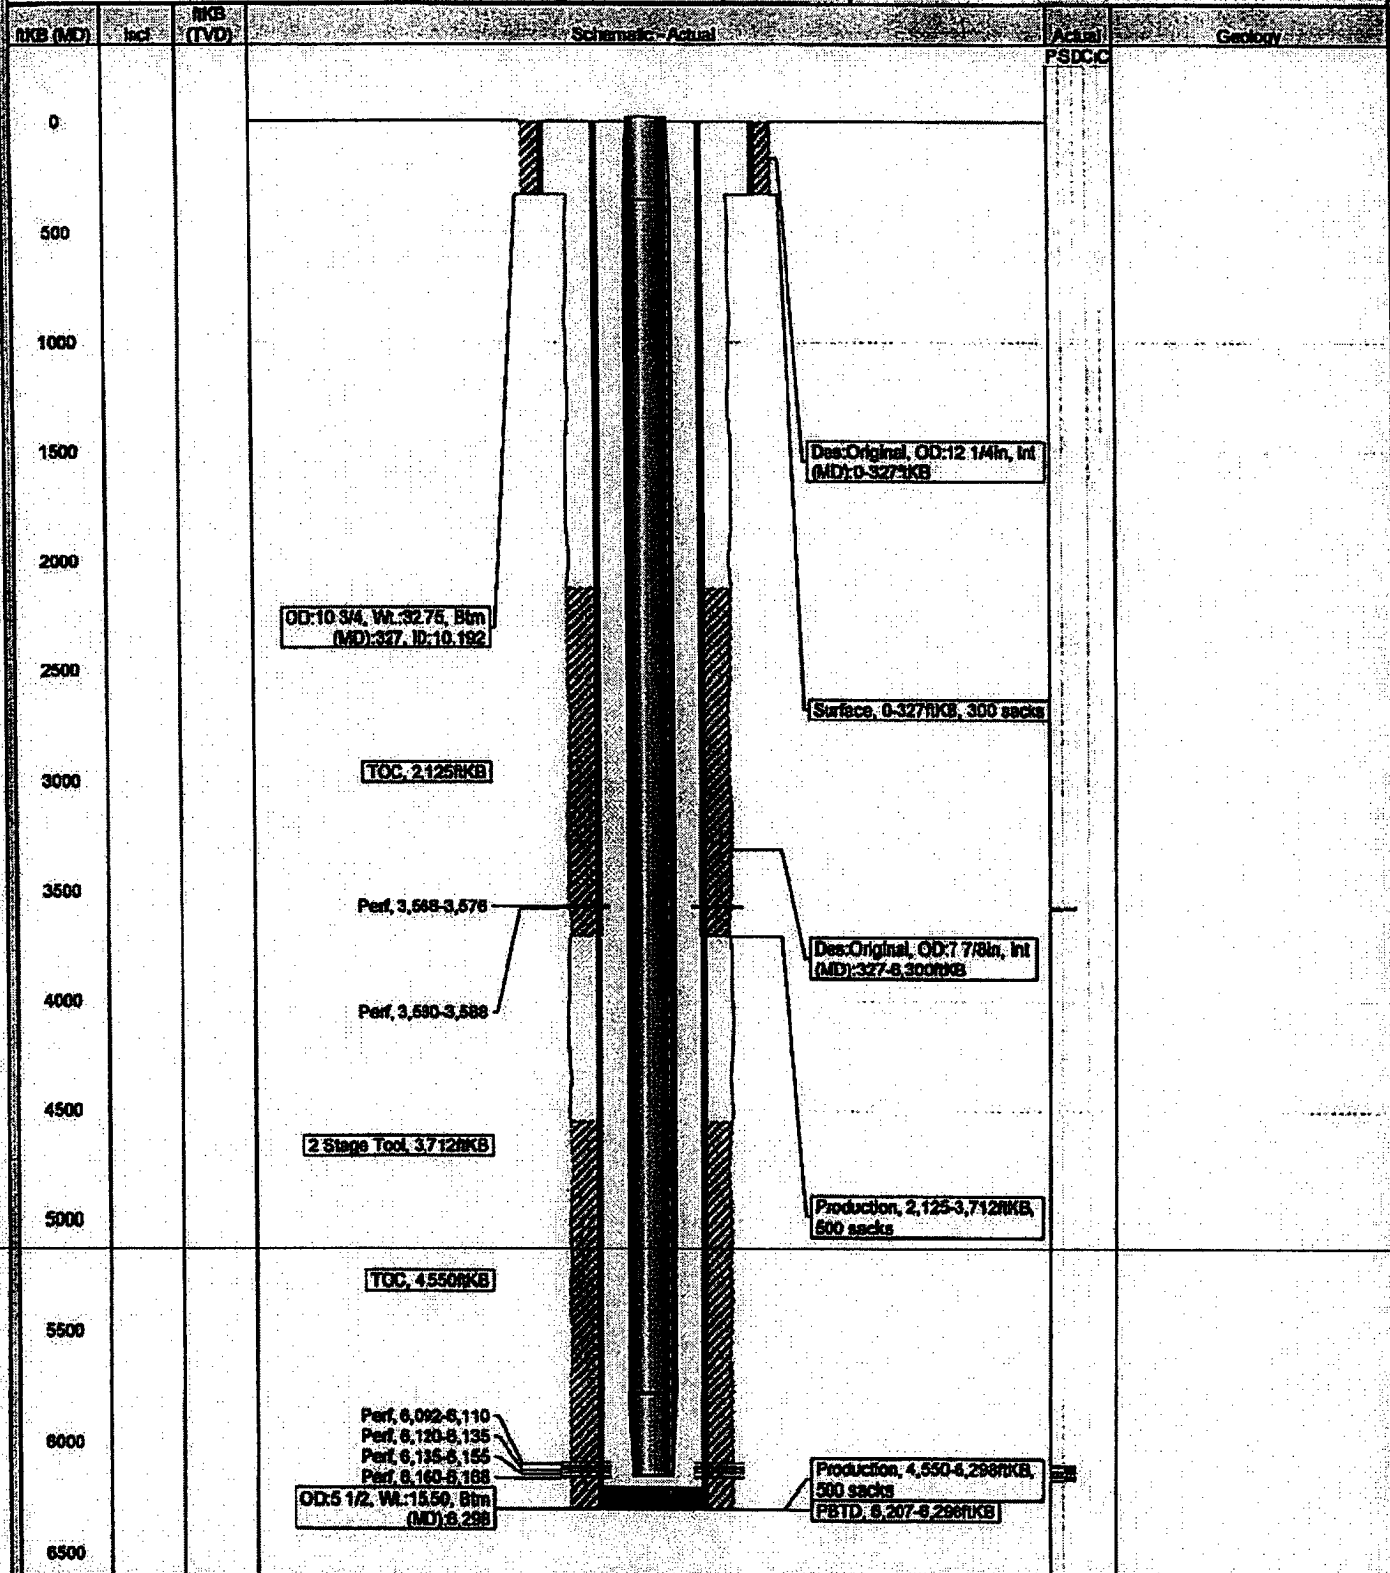 ftKB (MD)
Incl
ftKB
(TVD)
Schematic - Actual
Actual
Geology
PSDC:C
0
500
1000
1500
Des:Original, OD:12 1/4in, Int
(MD):0-327ftKB
2000
OD:10 3/4, Wt.:32.75, Btm
(MD):327, ID:10.192
2500
Surface, 0-327ftKB, 300 sacks
TOC, 2,125ftKB
3000
3500
Perf, 3,568-3,576
Des:Original, OD:7 7/8in, Int
(MD):327-6,300ftKB
4000
Perf, 3,580-3,588
4500
2 Stage Tool, 3,712ftKB
5000
Production, 2,125-3,712ftKB,
500 sacks
TOC, 4,550ftKB
5500
Perf, 6,092-6,110
6000
Perf, 6,120-6,135
Perf, 6,135-6,155
Perf, 6,160-6,168
Production, 4,550-6,298ftKB,
500 sacks
OD:5 1/2, Wt.:15.50, Btm
(MD):6,298
PBTD, 6,207-6,298ftKB
6500